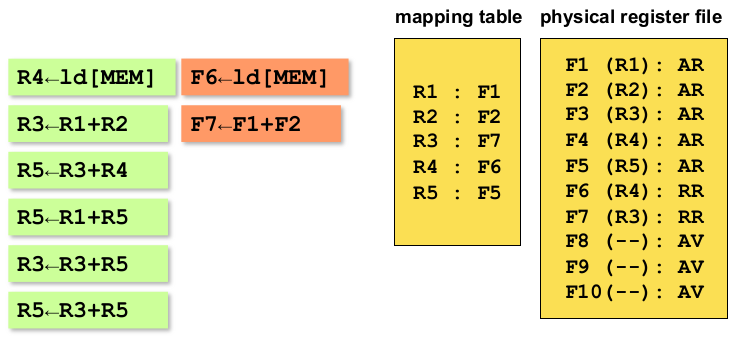 mapping table
physical register file
R4←ld[MEM]
F6←ld[MEM]
R3←R1+R2
F7←F1+F2
R5←R3+R4
R5←R1+R5
R3←R3+R5
R5←R3+R5
R1 : F1
R2 : F2
R3 : F7
R4 : F6
R5 : F5
F1 (R1): AR
F2 (R2): AR
F3 (R3): AR
F4 (R4): AR
F5 (R5): AR
F6 (R4): RR
F7 (R3): RR
F8 (--): AV
F9 (--): AV
F10(--): AV